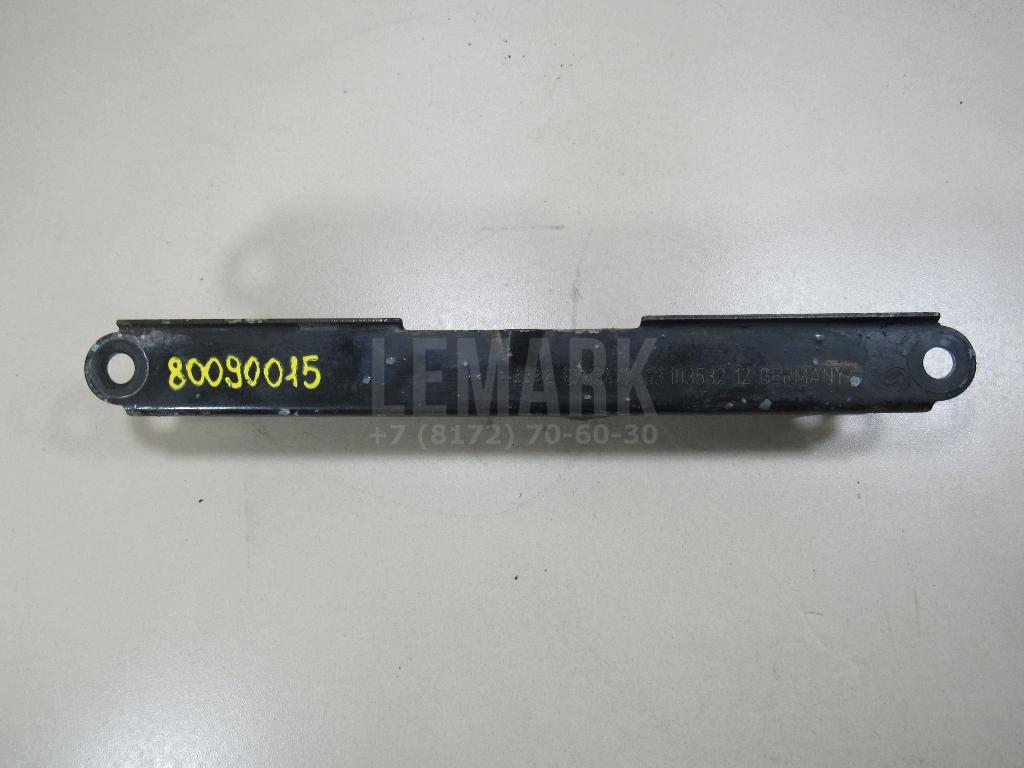 80090015
LEMARK
+7 (8172) 70-60-30
103532 12 GERMANY